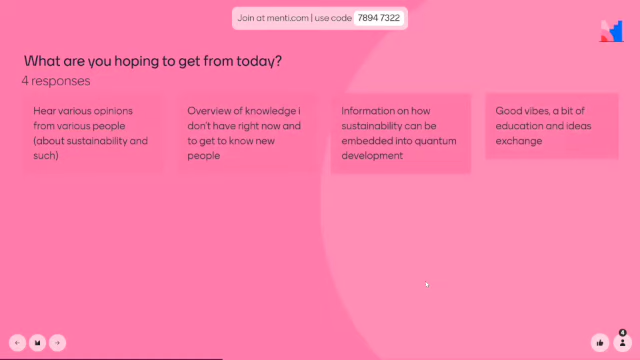 Join at menti.com | use code 7894 7322
What are you hoping to get from today?
4 responses
Hear various opinions
from various people
(about sustainability and
such)
Overview of knowledge i
don't have right now and
to get to know new
people
Information on how
sustainability can be
embedded into quantum
development
Good vibes, a bit of
education and ideas
exchange
4